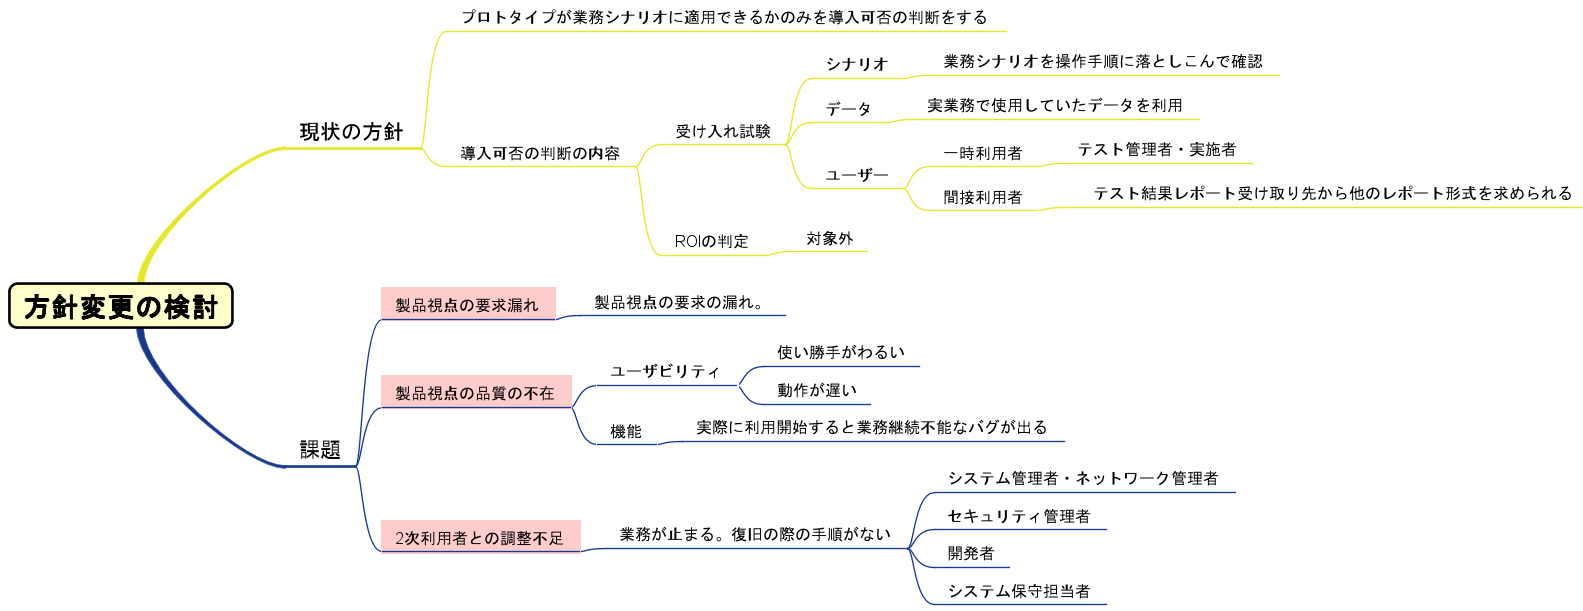 方針変更の検討
現状の方針
プロトタイプが業務シナリオに適用できるかのみを導入可否の判断をする
導入可否の判断の内容
受け入れ試験
シナリオ
業務シナリオを操作手順に落としこんで確認
データ
実業務で使用していたデータを利用
ユーザー
一時利用者
テスト管理者・実施者
間接利用者
テスト結果レポート受け取り先から他のレポート形式を求められる
ROIの判定
対象外
課題
製品視点の要求漏れ
製品視点の要求の漏れ。
製品視点の品質の不在
ユーザビリティ
使い勝手がわるい
動作が遅い
機能
実際に利用開始すると業務継続不能なバグが出る
2次利用者との調整不足
業務が止まる。復旧の際の手順がない
システム管理者・ネットワーク管理者
セキュリティ管理者
開発者
システム保守担当者